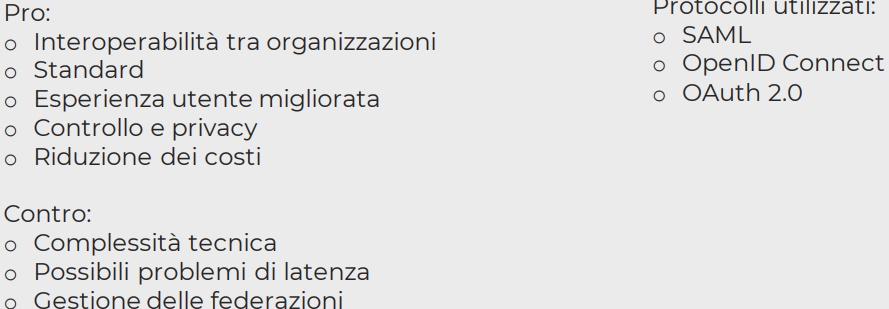 Pro:
o Interoperabilità tra organizzazioni
o Standard
o Esperienza utente migliorata
o Controllo e privacy
o Riduzione dei costi
Contro:
o Complessità tecnica
o Possibili problemi di latenza
o Gestione delle federazioni
Protocolli utilizzati:
o SAML
o OpenID Connect
o OAuth 2.0